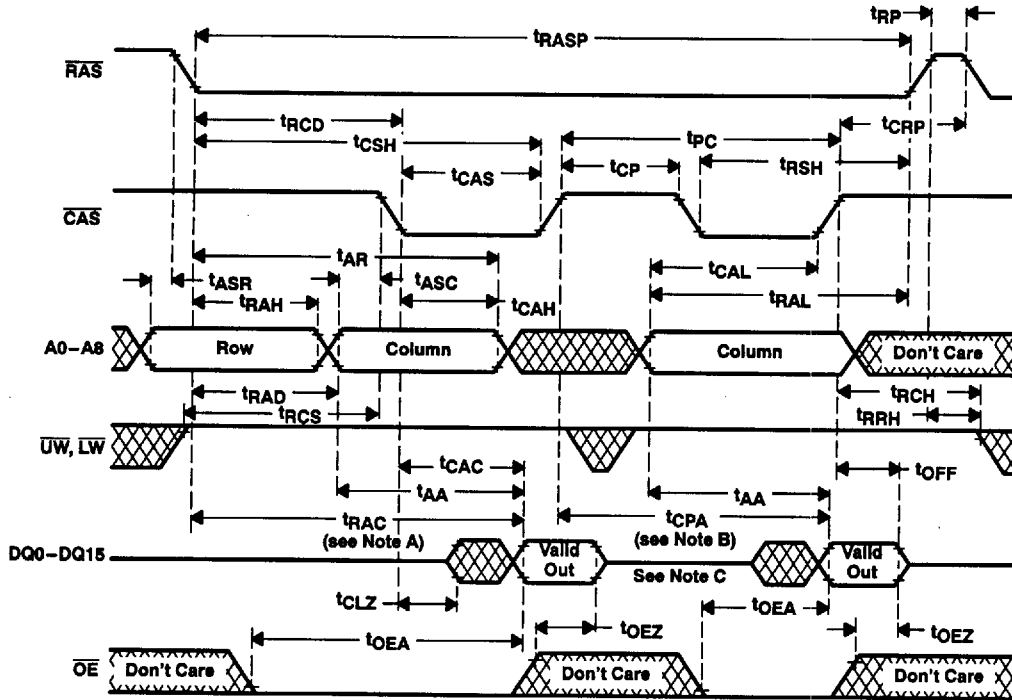 tRP
tRASP
RAS
tRCD
tCRP
tCSH
tPC
tCAS
tCP
tRSH
CAS
tAR
tCAL
tASR
tASC
tRAH
tCAH
tRAL
A0–A8
Row
Column
Column
Don't Care
tRAD
tRCH
tRCS
tRRH
UW, LW
tCAC
tOFF
tAA
tAA
tRAC
(see Note A)
tCPA
(see Note B)
DQ0–DQ15
Valid
Out
See Note C
Valid
Out
tCLZ
tOEA
tOEA
tOEZ
tOEZ
OE
Don't Care
Don't Care
Don't Care